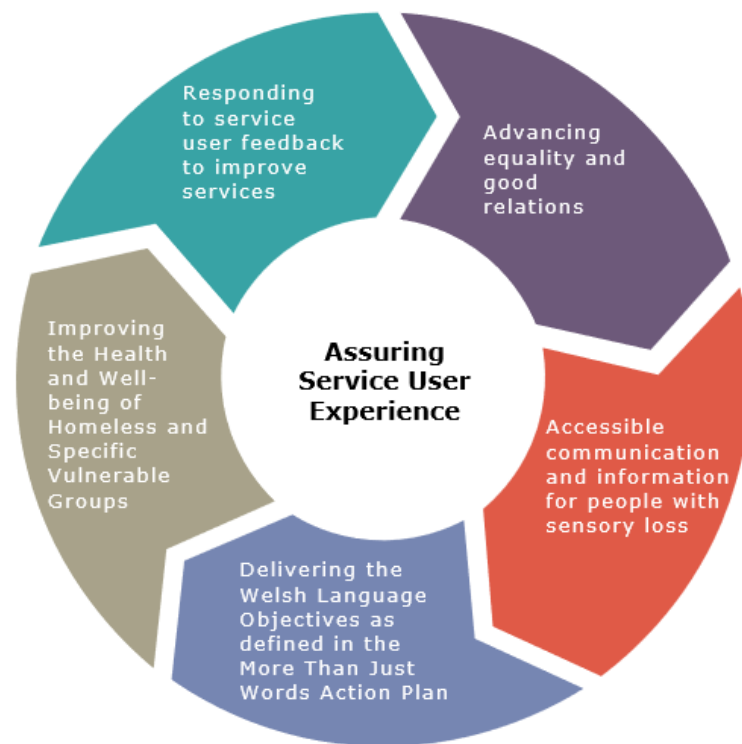 Responding
to service
user feedback
to improve
services
Advancing
equality and
good
relations
Improving
the Health
and Well-
being of
Homeless and
Specific
Vulnerable
Groups
Assuring
Service User
Experience
Accessible
communication
and information
for people with
sensory loss
Delivering the
Welsh Language
Objectives as
defined in the
More Than Just
Words Action Plan